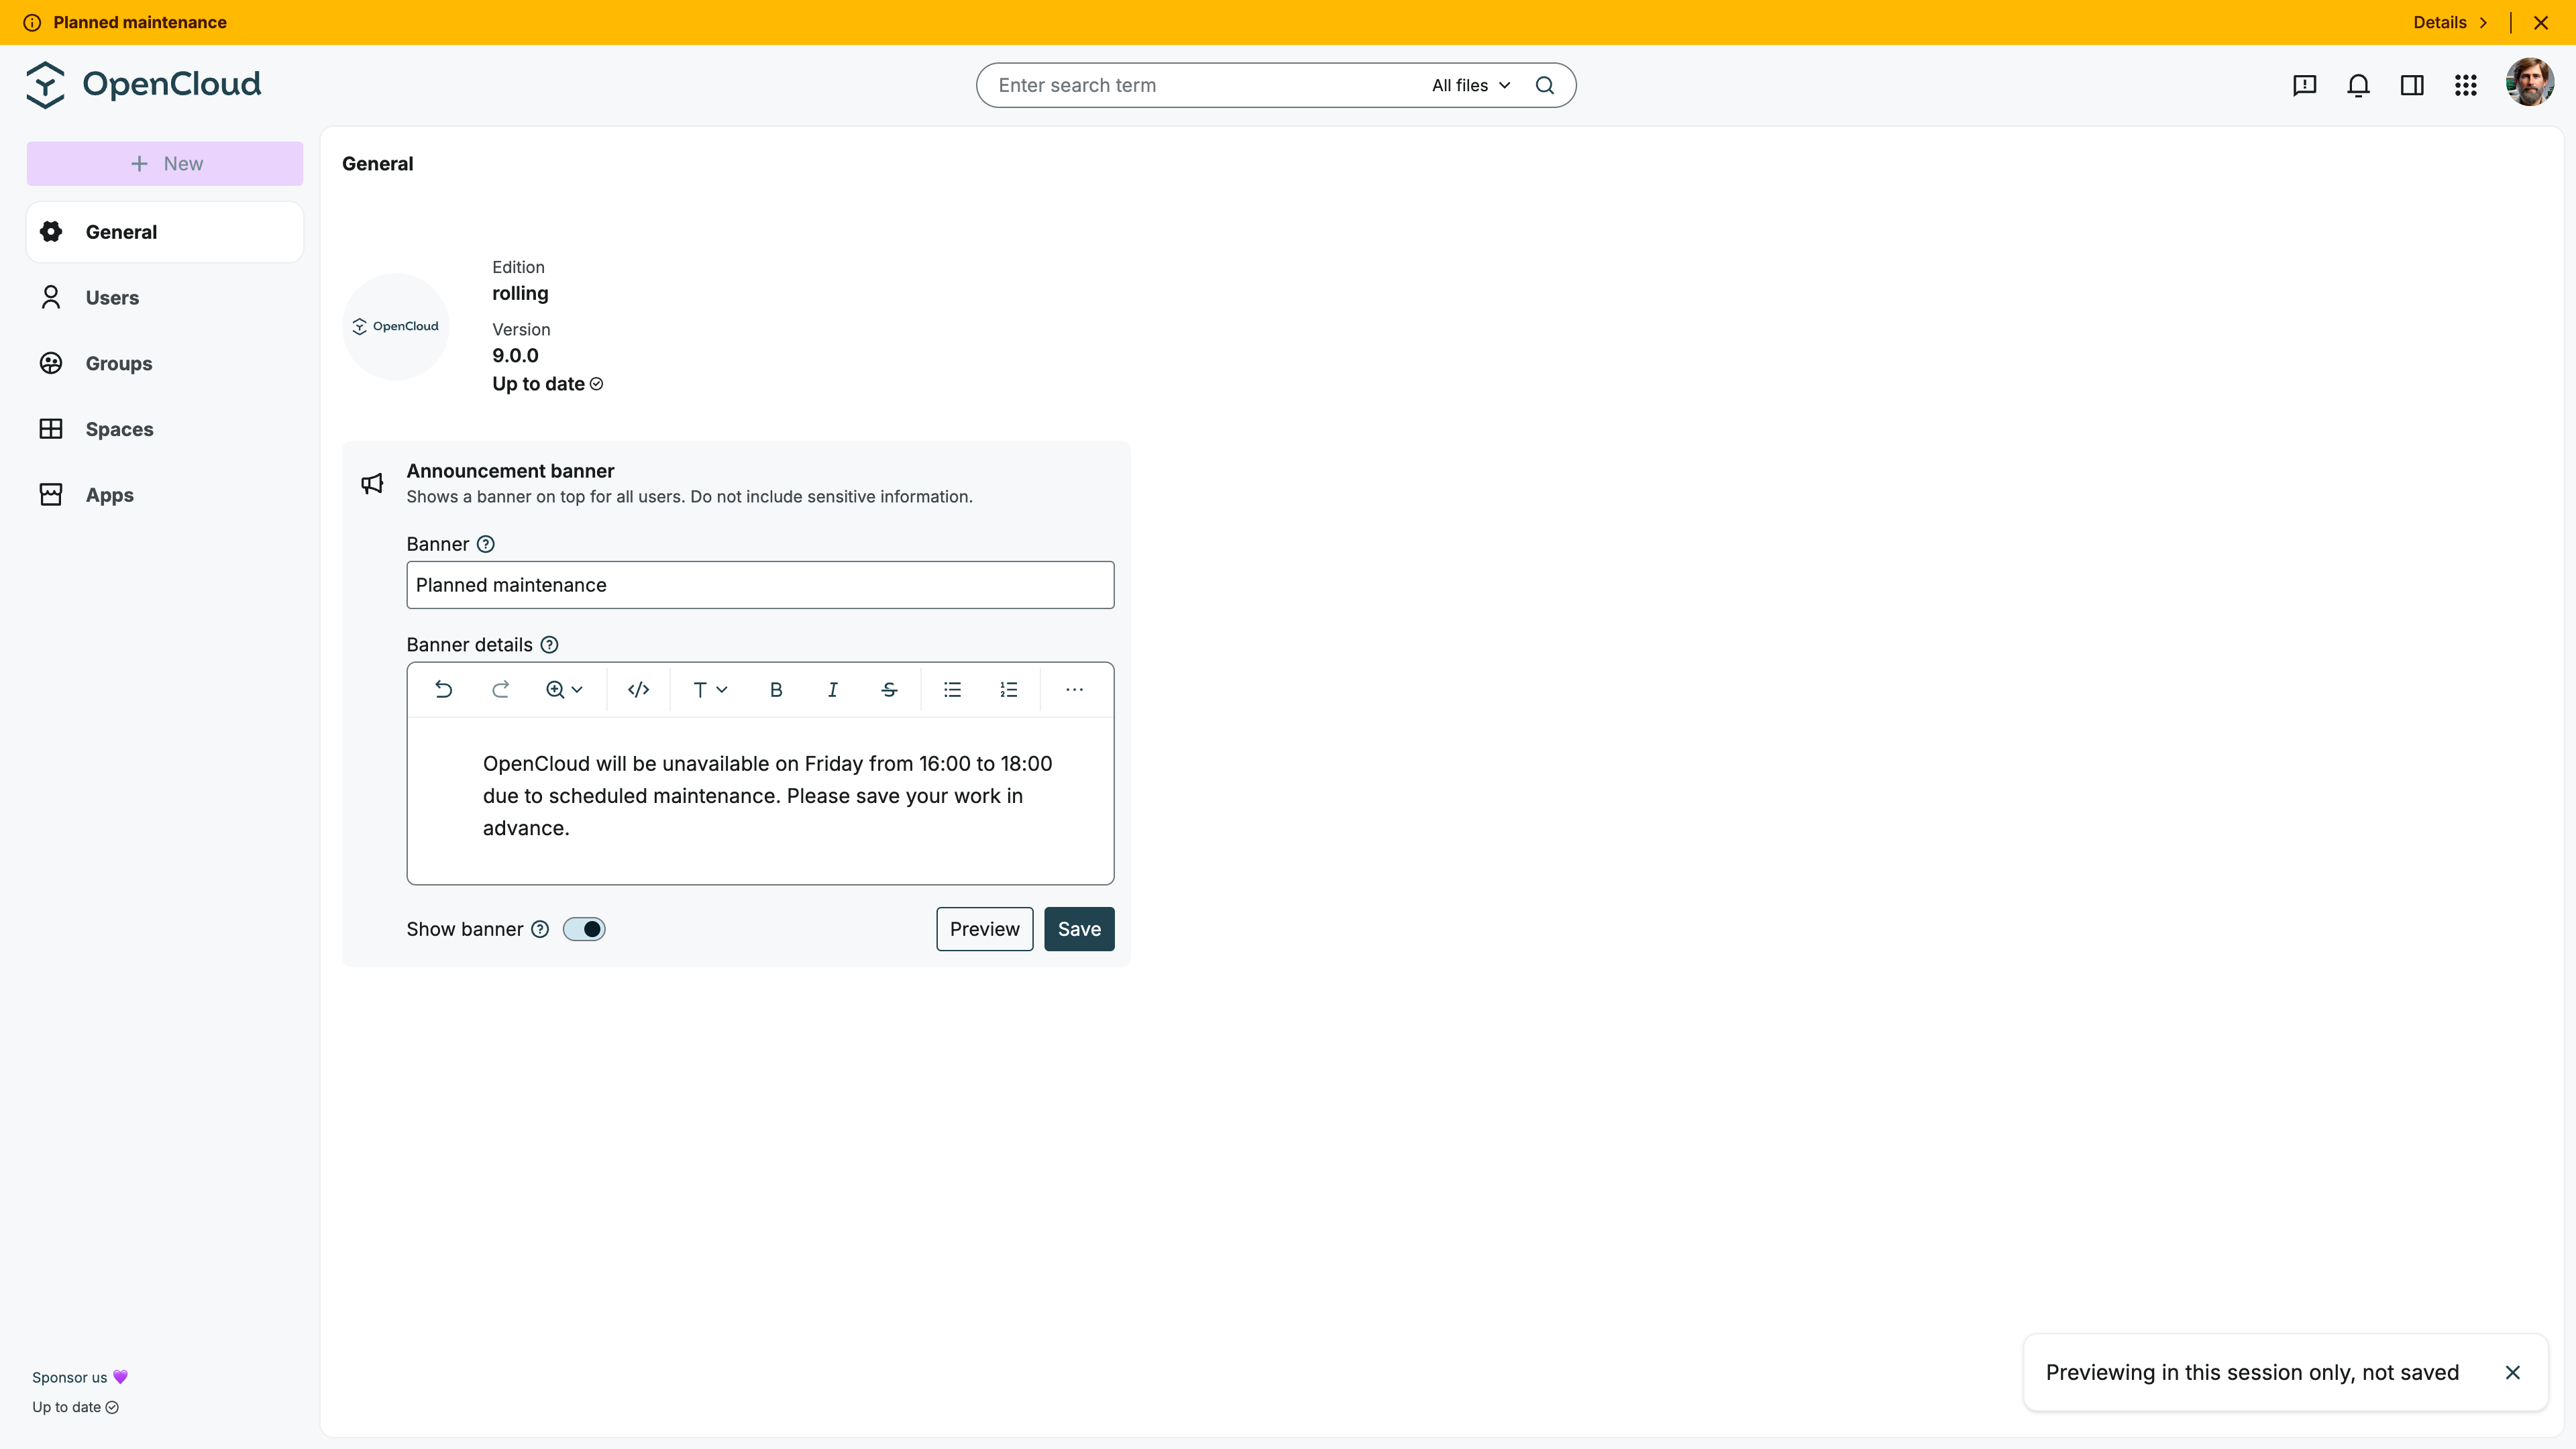 Planned maintenance
Details
OpenCloud
Enter search term
All files
New
General
Users
Groups
Spaces
Apps
General
OpenCloud
Edition
rolling
Version
9.0.0
Up to date
Announcement banner
Shows a banner on top for all users. Do not include sensitive information.
Banner
Planned maintenance
Banner details
OpenCloud will be unavailable on Friday from 16:00 to 18:00
due to scheduled maintenance. Please save your work in
advance.
Show banner
Preview
Save
Sponsor us 💜
Up to date
Previewing in this session only, not saved